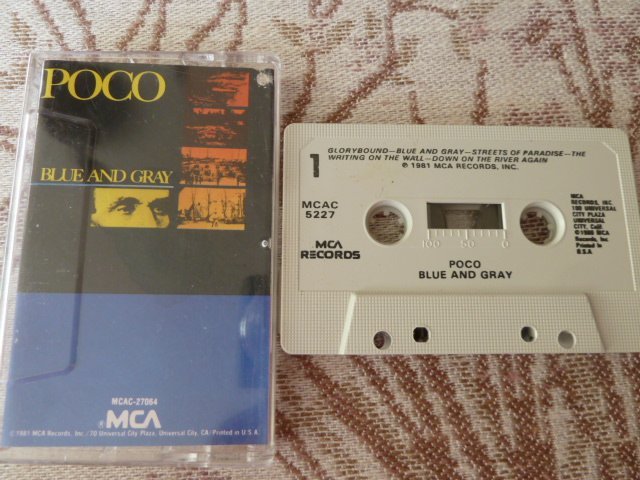 POCO
BLUE AND GRAY
MCAC-27064
MCA
© 1981 MCA Records, Inc./70 Universal City Plaza, Universal City, CA/Printed in U.S.A.
1
GLORYBOUND—BLUE AND GRAY—STREETS OF PARADISE—THE
WRITING ON THE WALL—DOWN ON THE RIVER AGAIN
℗ 1981 MCA RECORDS, INC.
MCAC
5227
MCA
RECORDS
100 50 0
POCO
BLUE AND GRAY
MCA
RECORDS, INC.
100 UNIVERSAL
CITY PLAZA
UNIVERSAL
CITY, Calif.
© 1980 MCA
Records, Inc
Printed in
U.S.A